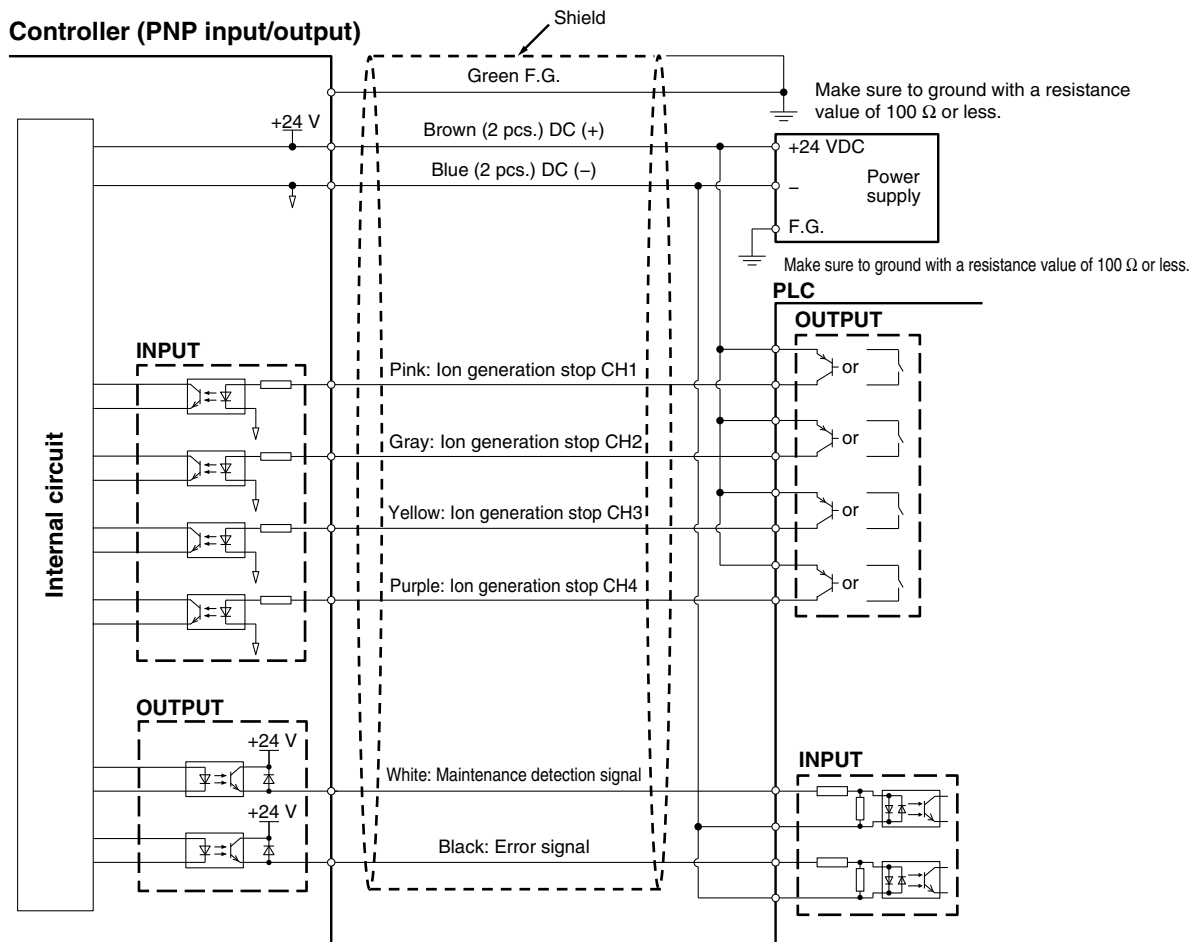 Shield
Controller (PNP input/output)
Green F.G.
Make sure to ground with a resistance
value of 100 Ω or less.
+24 V
Brown (2 pcs.) DC (+)
+24 VDC
Blue (2 pcs.) DC (−)
−
Power
supply
F.G.
Make sure to ground with a resistance value of 100 Ω or less.
PLC
OUTPUT
INPUT
Pink: Ion generation stop CH1
or
Gray: Ion generation stop CH2
or
Yellow: Ion generation stop CH3
or
Purple: Ion generation stop CH4
or
Internal circuit
OUTPUT
+24 V
White: Maintenance detection signal
INPUT
+24 V
Black: Error signal